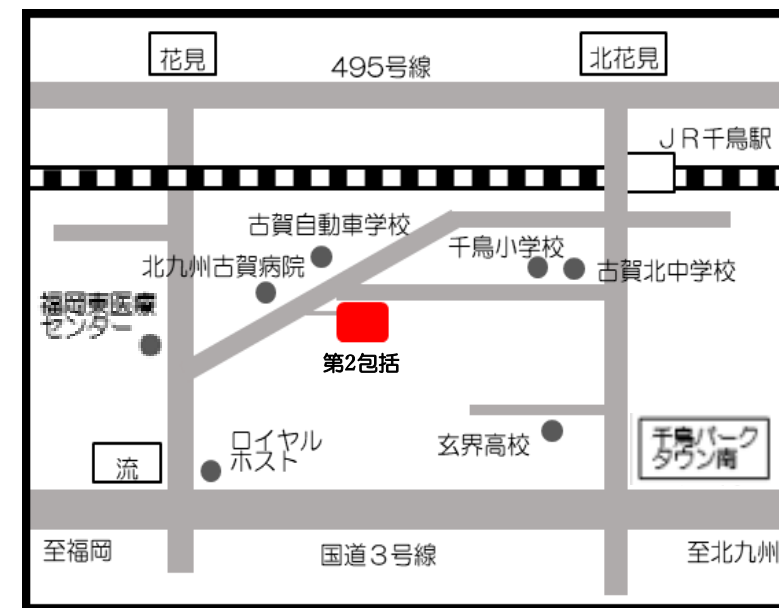 花見
495号線
北花見
ＪＲ千鳥駅
古賀自動車学校
千鳥小学校
北九州古賀病院
古賀北中学校
福岡東医療
センター
第2包括
ロイヤル
ホスト
玄界高校
千鳥パーク
タウン南
流
至福岡
国道３号線
至北九州